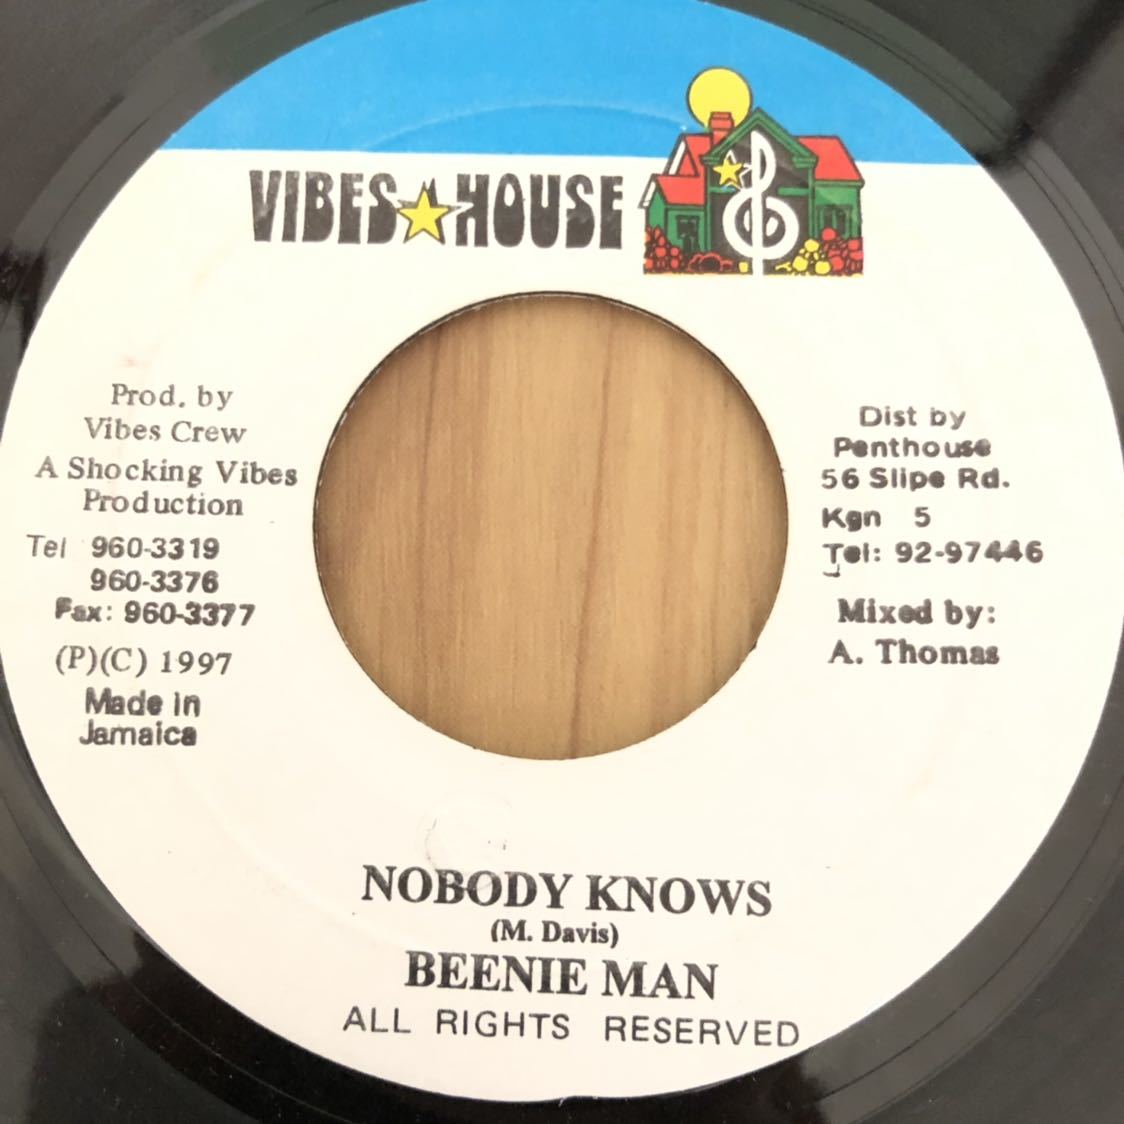 VIBES HOUSE
Prod. by
Vibes Crew
A Shocking Vibes
Production
Tel 960-3319
960-3376
Fax: 960-3377
(P)(C) 1997
Made in
Jamaica
Dist by
Penthouse
56 Slipe Rd.
Kgn 5
Tel: 92-97446
Mixed by:
A. Thomas
NOBODY KNOWS
(M. Davis)
BEENIE MAN
ALL RIGHTS RESERVED